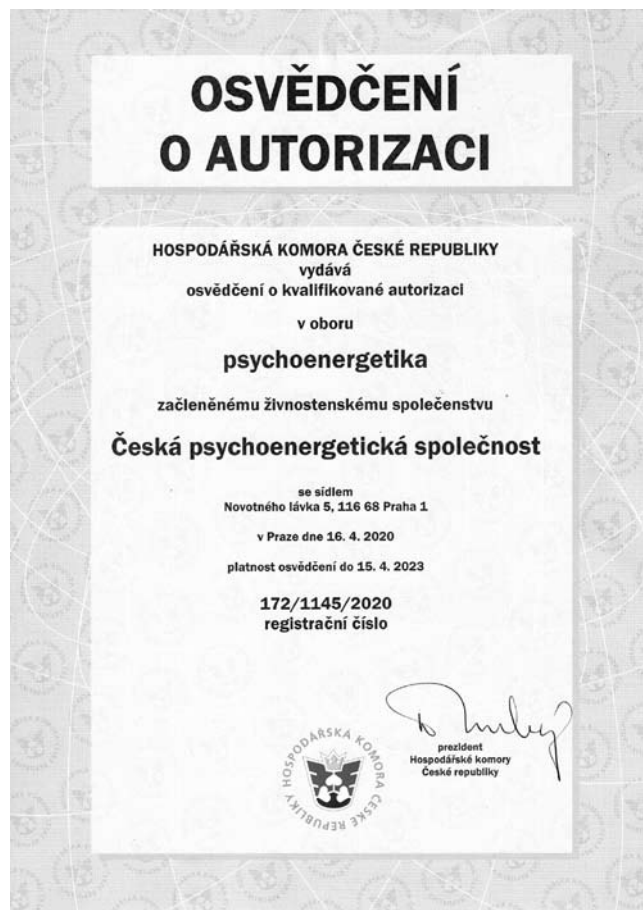 OSVĚDČENÍ
O AUTORIZACI
HOSPODÁŘSKÁ KOMORA ČESKÉ REPUBLIKY
vydává
osvědčení o kvalifikované autorizaci
v oboru
psychoenergetika
začleněnému živnostenskému společenstvu
Česká psychoenergetická společnost
se sídlem
Novotného lávka 5, 116 68 Praha 1
v Praze dne 16. 4. 2020
platnost osvědčení do 15. 4. 2023
172/1145/2020
registrační číslo
prezident
Hospodářské komory
České republiky
HOSPODÁŘSKÁ KOMORA ČESKÉ REPUBLIKY